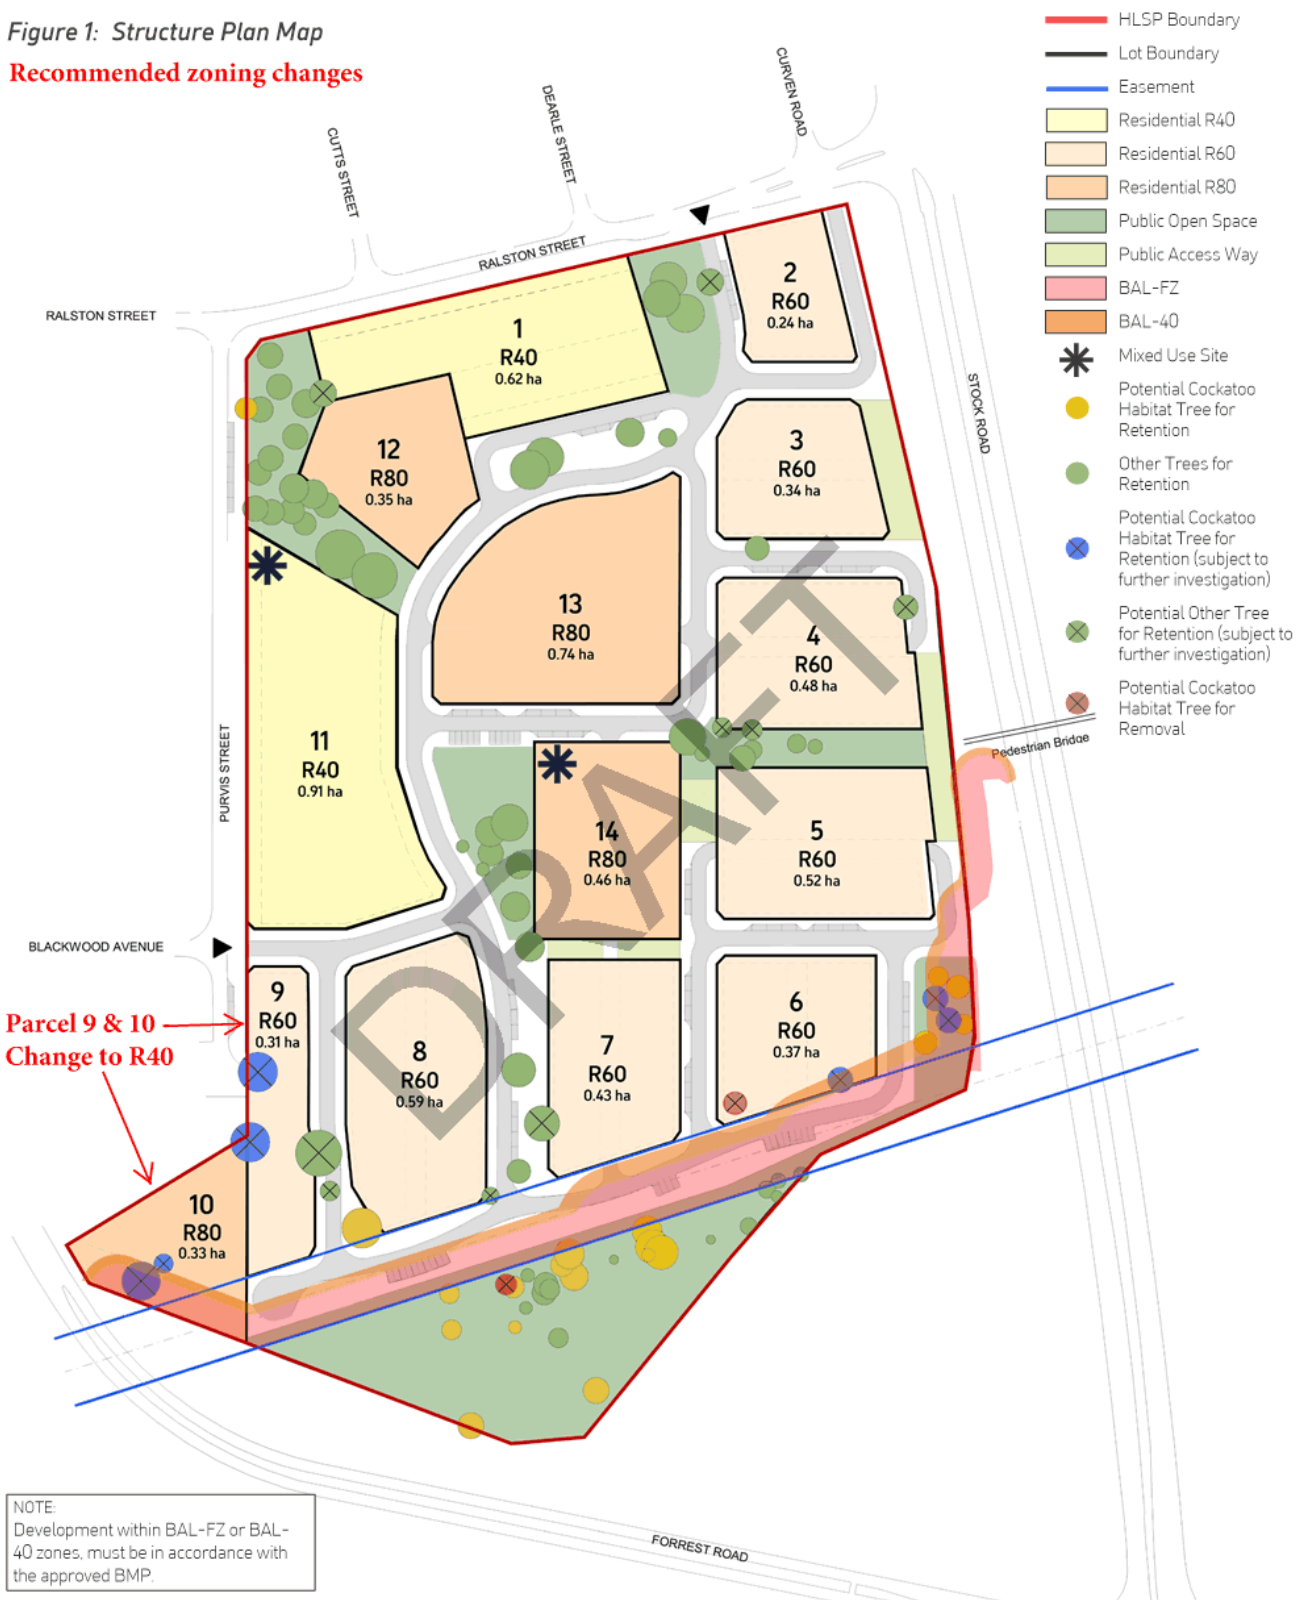 Figure 1: Structure Plan Map
Recommended zoning changes
HLSP Boundary
Lot Boundary
Easement
Residential R40
Residential R60
Residential R80
Public Open Space
Public Access Way
BAL-FZ
BAL-40
Mixed Use Site
Potential Cockatoo
Habitat Tree for
Retention
Other Trees for
Retention
Potential Cockatoo
Habitat Tree for
Retention (subject to
further investigation)
Potential Other Tree
for Retention (subject to
further investigation)
Potential Cockatoo
Habitat Tree for
Removal
CUTTS STREET
DEARLE STREET
CURVEN ROAD
RALSTON STREET
RALSTON STREET
STOCK ROAD
PURVIS STREET
BLACKWOOD AVENUE
Pedestrian Bridge
FORREST ROAD
1
R40
0.62 ha
2
R60
0.24 ha
3
R60
0.34 ha
4
R60
0.48 ha
5
R60
0.52 ha
6
R60
0.37 ha
7
R60
0.43 ha
8
R60
0.59 ha
9
R60
0.31 ha
10
R80
0.33 ha
11
R40
0.91 ha
12
R80
0.35 ha
13
R80
0.74 ha
14
R80
0.46 ha
DRAFT
Parcel 9 & 10
Change to R40
NOTE:
Development within BAL-FZ or BAL-
40 zones, must be in accordance with
the approved BMP.